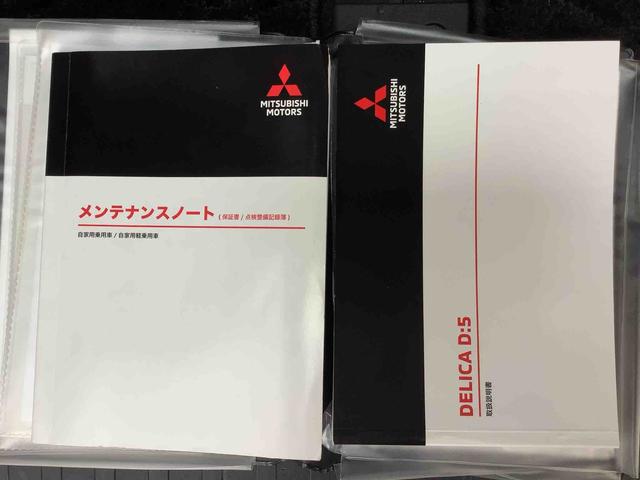 MITSUBISHI
MOTORS
メンテナンスノート (保証書 / 点検整備記録簿)
自家用乗用車 / 自家用軽乗用車
MITSUBISHI
MOTORS
DELICA D:5
取扱説明書